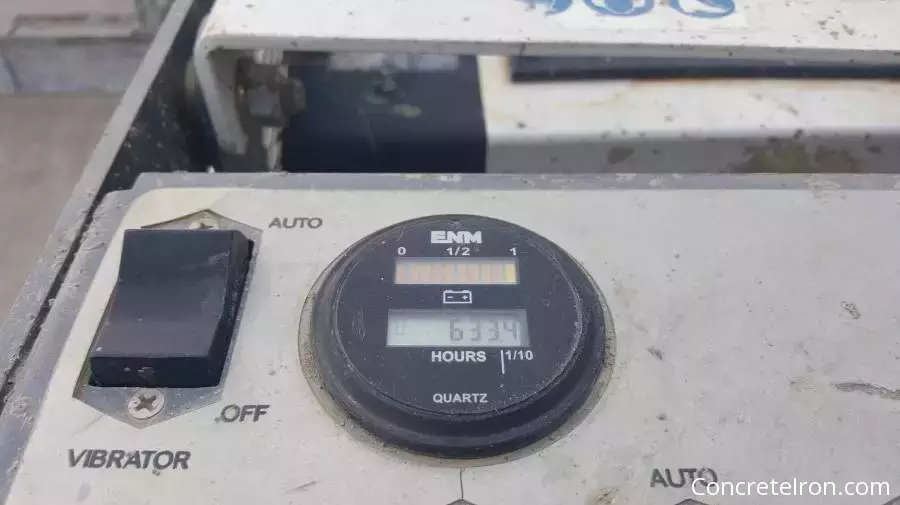 AUTO
ENM
0 1/2 1
6334
HOURS 1/10
QUARTZ
OFF
VIBRATOR
AUTO
ConcreteIron.com